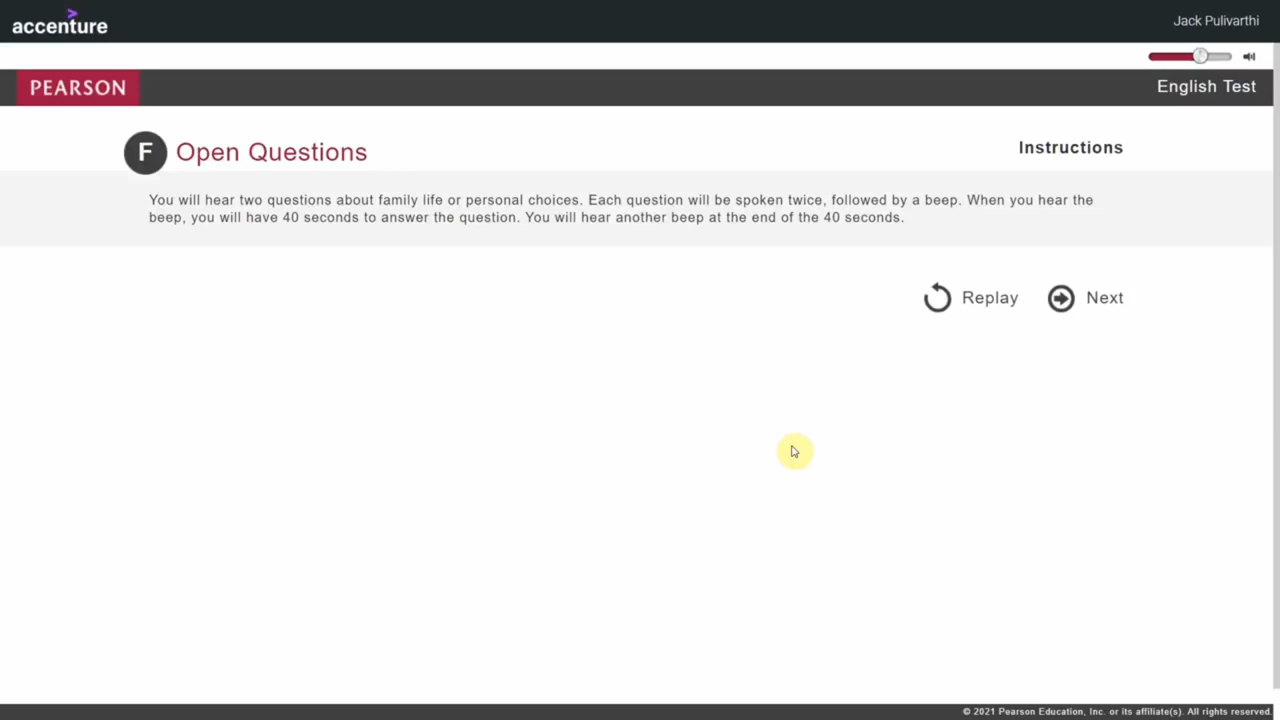 accenture
Jack Pulivarthi
PEARSON
English Test
F Open Questions
Instructions
You will hear two questions about family life or personal choices. Each question will be spoken twice, followed by a beep. When you hear the
beep, you will have 40 seconds to answer the question. You will hear another beep at the end of the 40 seconds.
Replay
Next
© 2021 Pearson Education, Inc. or its affiliate(s). All rights reserved.